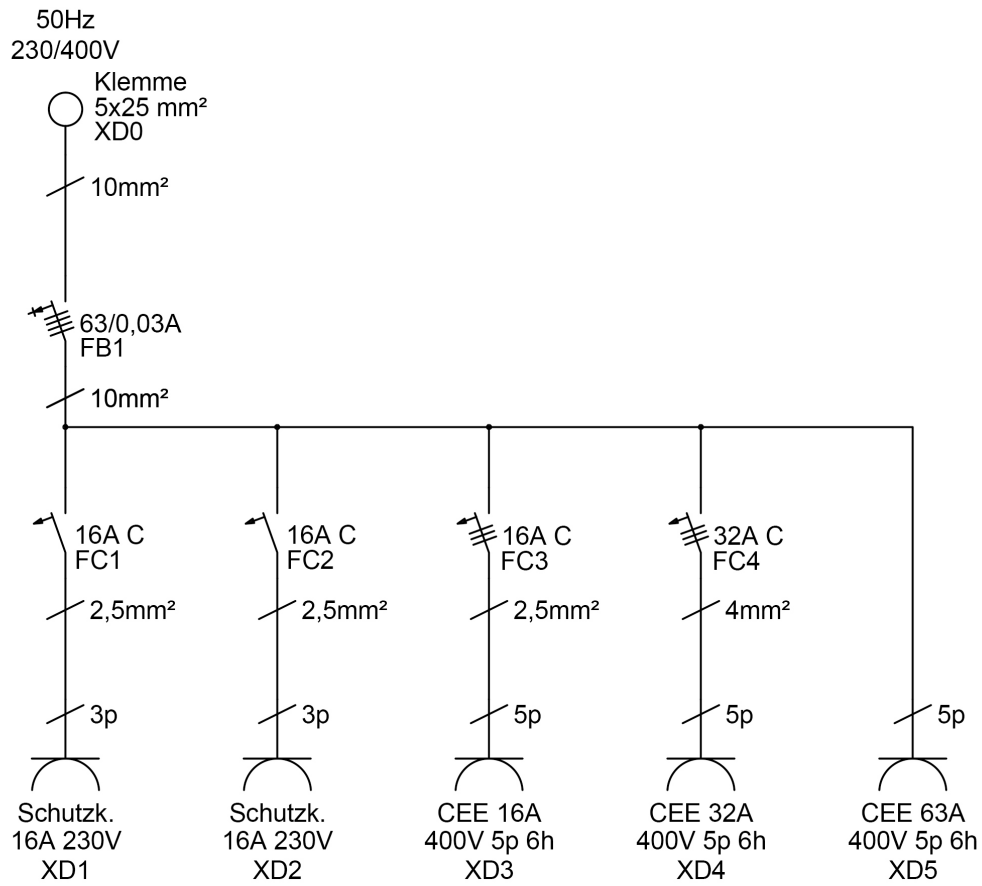 50Hz
230/400V
Klemme
5x25 mm²
XD0
10mm²
63/0,03A
FB1
10mm²
16A C
FC1
16A C
FC2
16A C
FC3
32A C
FC4
2,5mm²
2,5mm²
2,5mm²
4mm²
3p
3p
5p
5p
5p
Schutzk.
16A 230V
XD1
Schutzk.
16A 230V
XD2
CEE 16A
400V 5p 6h
XD3
CEE 32A
400V 5p 6h
XD4
CEE 63A
400V 5p 6h
XD5